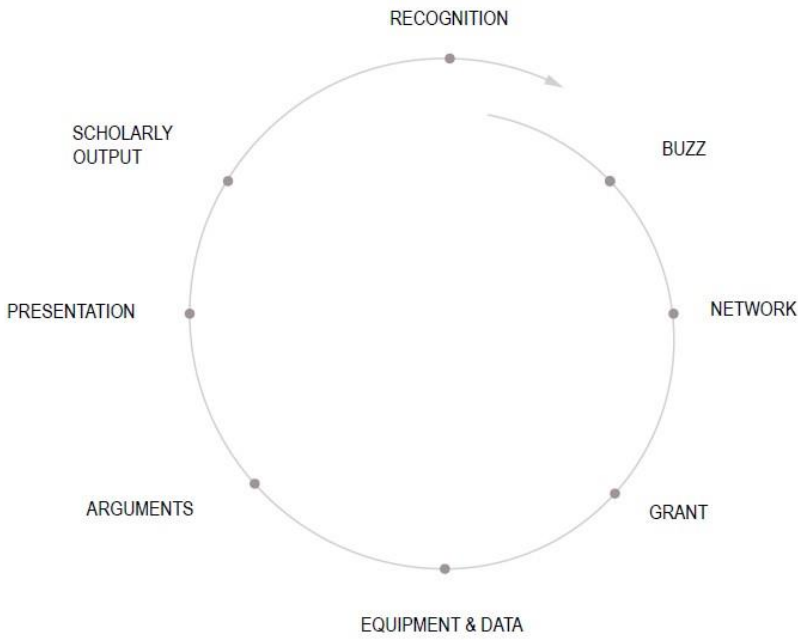 RECOGNITION
SCHOLARLY
OUTPUT
BUZZ
PRESENTATION
NETWORK
ARGUMENTS
GRANT
EQUIPMENT & DATA